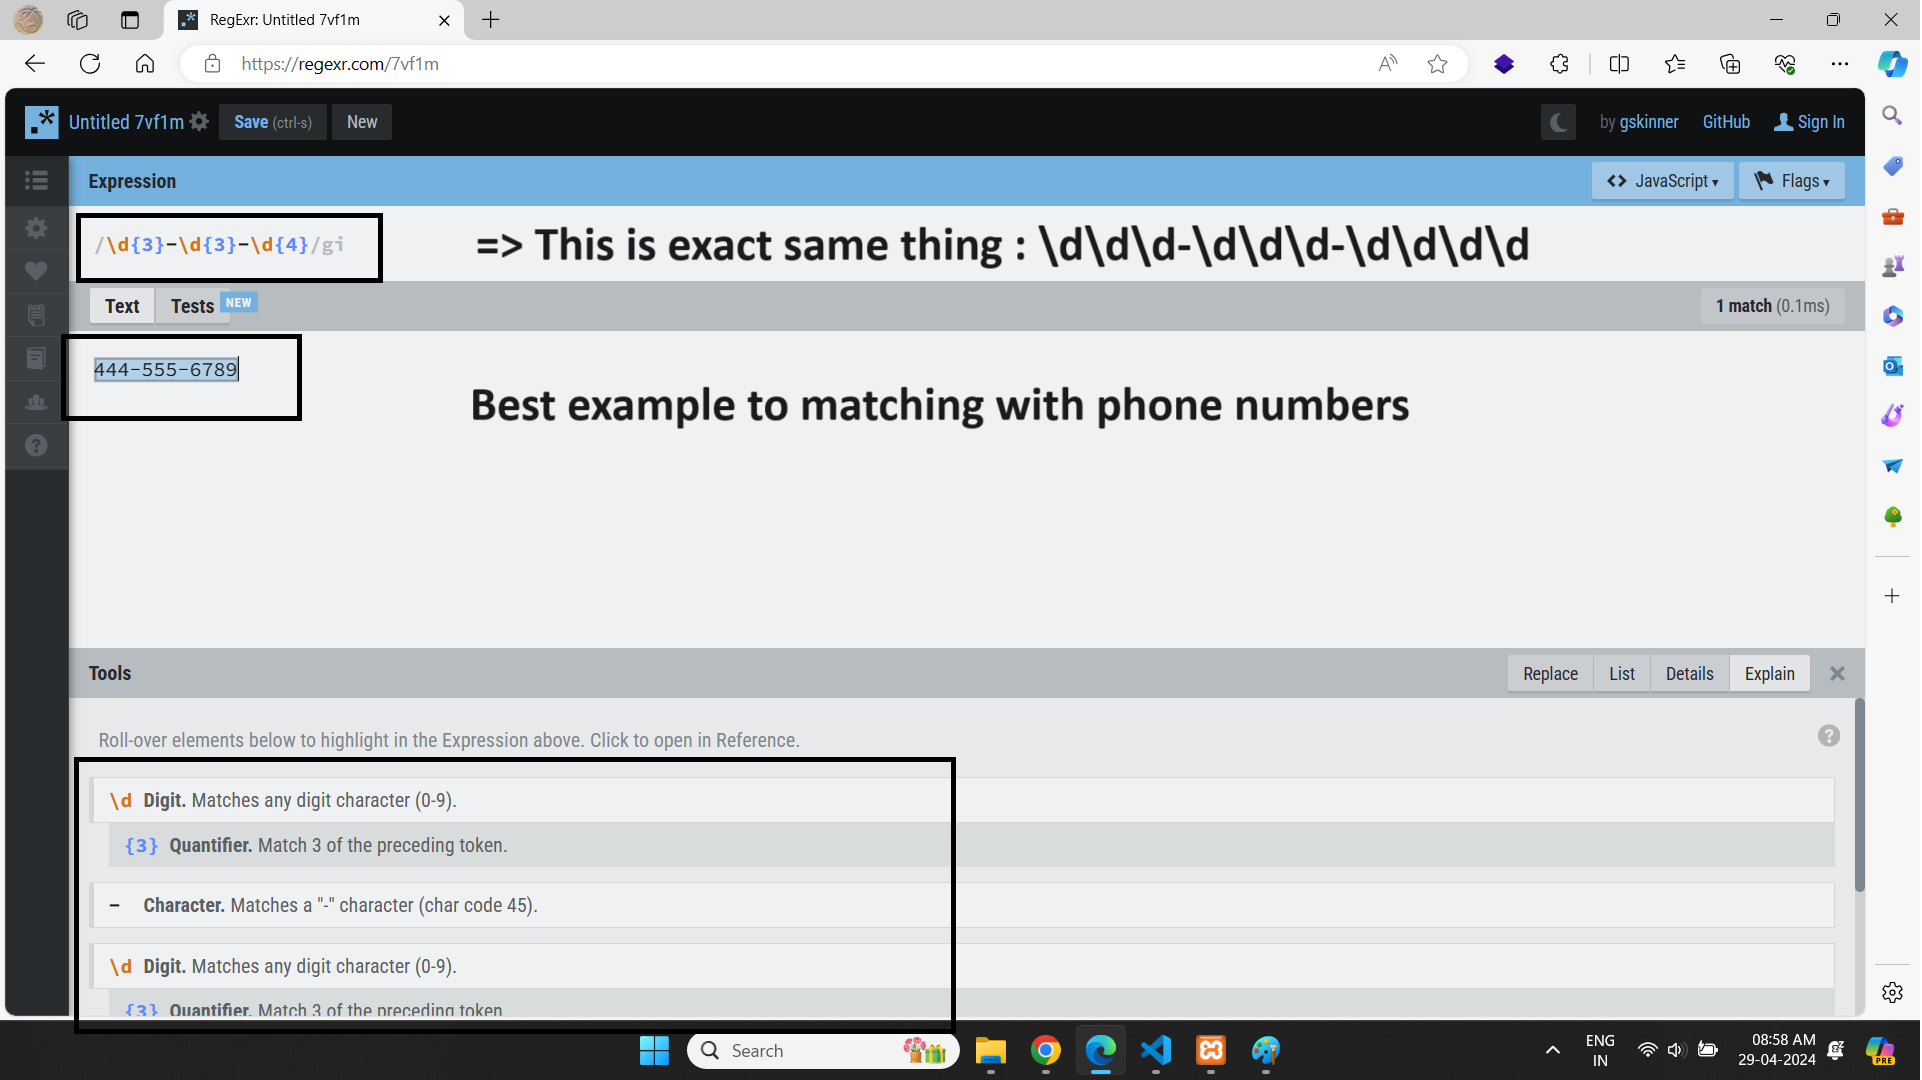 RegExr: Untitled 7vf1m
https://regexr.com/7vf1m
.*
Untitled 7vf1m Save (ctrl-s) New by gskinner GitHub Sign In
Expression <> JavaScript Flags
/\d{3}-\d{3}-\d{4}/gi => This is exact same thing : \d\d\d-\d\d\d-\d\d\d\d
Text Tests NEW 1 match (0.1ms)
444-555-6789
Best example to matching with phone numbers
Tools Replace List Details Explain
Roll-over elements below to highlight in the Expression above. Click to open in Reference.
\d Digit. Matches any digit character (0-9).
{3} Quantifier. Match 3 of the preceding token.
- Character. Matches a "-" character (char code 45).
\d Digit. Matches any digit character (0-9).
{3} Quantifier. Match 3 of the preceding token
Search ENG 08:58 AM
IN 29-04-2024 PRE